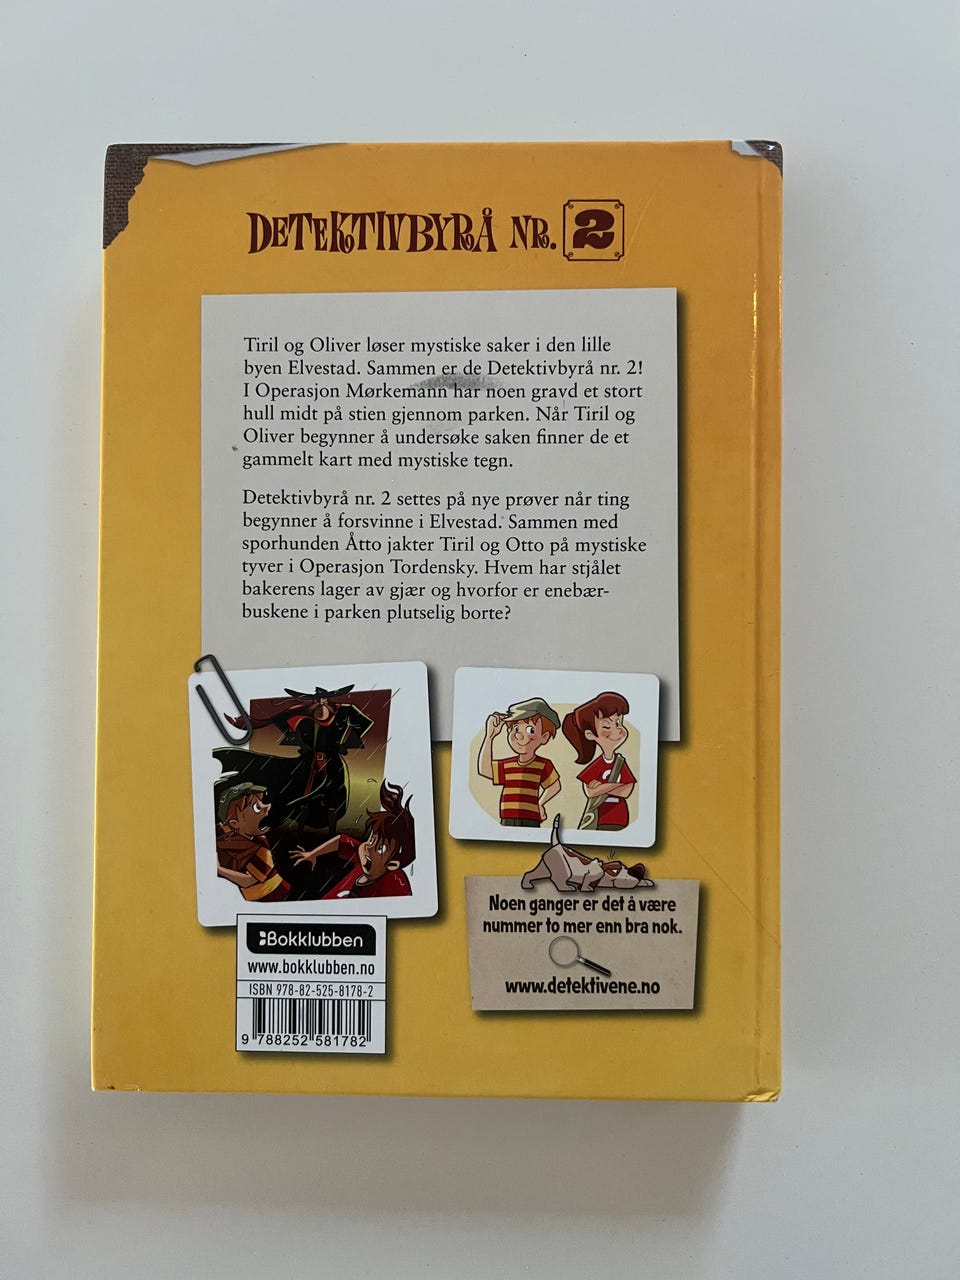 DETEKTIVBYRÅ NR. 2
Tiril og Oliver løser mystiske saker i den lille
byen Elvestad. Sammen er de Detektivbyrå nr. 2!
I Operasjon Mørkemann har noen gravd et stort
hull midt på stien gjennom parken. Når Tiril og
Oliver begynner å undersøke saken finner de et
gammelt kart med mystiske tegn.
Detektivbyrå nr. 2 settes på nye prøver når ting
begynner å forsvinne i Elvestad. Sammen med
sporhunden Åtto jakter Tiril og Otto på mystiske
tyver i Operasjon Tordensky. Hvem har stjålet
bakerens lager av gjær og hvorfor er enebær-
buskene i parken plutselig borte?
Noen ganger er det å være
nummer to mer enn bra nok.
www.detektivene.no
Bokklubben
www.bokklubben.no
ISBN 978-82-525-8178-2
9 788252 581782